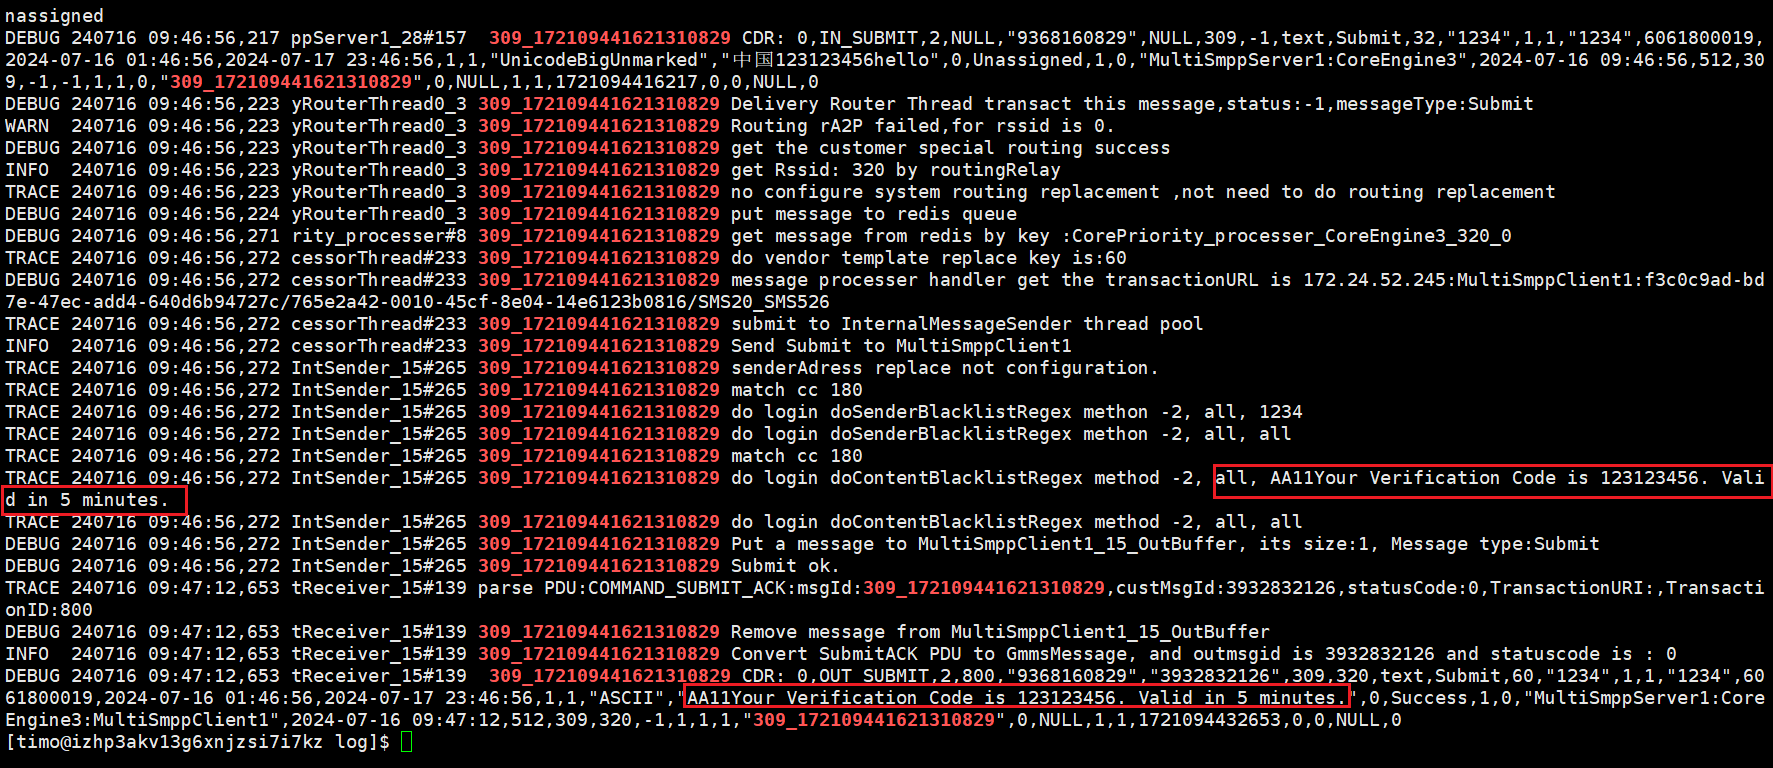 nassigned
DEBUG 240716 09:46:56,217 ppServer1_28#157  309_172109441621310829 CDR: 0,IN_SUBMIT,2,NULL,"9368160829",NULL,309,-1,text,Submit,32,"1234",1,1,"1234",6061800019,
2024-07-16 01:46:56,2024-07-17 23:46:56,1,1,"UnicodeBigUnmarked","中国123123456hello",0,Unassigned,1,0,"MultiSmppServer1:CoreEngine3",2024-07-16 09:46:56,512,30
9,-1,-1,1,1,0,"309_172109441621310829",0,NULL,1,1,1721094416217,0,0,NULL,0
DEBUG 240716 09:46:56,223 yRouterThread0_3 309_172109441621310829 Delivery Router Thread transact this message,status:-1,messageType:Submit
WARN  240716 09:46:56,223 yRouterThread0_3 309_172109441621310829 Routing rA2P failed,for rssid is 0.
DEBUG 240716 09:46:56,223 yRouterThread0_3 309_172109441621310829 get the customer special routing success
INFO  240716 09:46:56,223 yRouterThread0_3 309_172109441621310829 get Rssid: 320 by routingRelay
TRACE 240716 09:46:56,223 yRouterThread0_3 309_172109441621310829 no configure system routing replacement ,not need to do routing replacement
DEBUG 240716 09:46:56,224 yRouterThread0_3 309_172109441621310829 put message to redis queue
DEBUG 240716 09:46:56,271 rity_processer#8 309_172109441621310829 get message from redis by key :CorePriority_processer_CoreEngine3_320_0
TRACE 240716 09:46:56,272 cessorThread#233 309_172109441621310829 do vendor template replace key is:60
DEBUG 240716 09:46:56,272 cessorThread#233 309_172109441621310829 message processer handler get the transactionURL is 172.24.52.245:MultiSmppClient1:f3c0c9ad-bd
7e-47ec-add4-640d6b94727c/765e2a42-0010-45cf-8e04-14e6123b0816/SMS20_SMS526
TRACE 240716 09:46:56,272 cessorThread#233 309_172109441621310829 submit to InternalMessageSender thread pool
INFO  240716 09:46:56,272 cessorThread#233 309_172109441621310829 Send Submit to MultiSmppClient1
TRACE 240716 09:46:56,272 IntSender_15#265 309_172109441621310829 senderAdress replace not configuration.
TRACE 240716 09:46:56,272 IntSender_15#265 309_172109441621310829 match cc 180
TRACE 240716 09:46:56,272 IntSender_15#265 309_172109441621310829 do login doSenderBlacklistRegex methon -2, all, 1234
TRACE 240716 09:46:56,272 IntSender_15#265 309_172109441621310829 do login doSenderBlacklistRegex methon -2, all, all
TRACE 240716 09:46:56,272 IntSender_15#265 309_172109441621310829 match cc 180
TRACE 240716 09:46:56,272 IntSender_15#265 309_172109441621310829 do login doContentBlacklistRegex method -2, all, AA11Your Verification Code is 123123456. Vali
d in 5 minutes.
TRACE 240716 09:46:56,272 IntSender_15#265 309_172109441621310829 do login doContentBlacklistRegex method -2, all, all
DEBUG 240716 09:46:56,272 IntSender_15#265 309_172109441621310829 Put a message to MultiSmppClient1_15_OutBuffer, its size:1, Message type:Submit
DEBUG 240716 09:46:56,272 IntSender_15#265 309_172109441621310829 Submit ok.
TRACE 240716 09:47:12,653 tReceiver_15#139 parse PDU:COMMAND_SUBMIT_ACK:msgId:309_172109441621310829,custMsgId:3932832126,statusCode:0,TransactionURI:,Transacti
onID:800
DEBUG 240716 09:47:12,653 tReceiver_15#139 309_172109441621310829 Remove message from MultiSmppClient1_15_OutBuffer
INFO  240716 09:47:12,653 tReceiver_15#139 309_172109441621310829 Convert SubmitACK PDU to GmmsMessage, and outmsgid is 3932832126 and statuscode is : 0
DEBUG 240716 09:47:12,653 tReceiver_15#139  309_172109441621310829 CDR: 0,OUT_SUBMIT,2,800,"9368160829","3932832126",309,320,text,Submit,60,"1234",1,1,"1234",60
61800019,2024-07-16 01:46:56,2024-07-17 23:46:56,1,1,"ASCII","AA11Your Verification Code is 123123456. Valid in 5 minutes.",0,Success,1,0,"MultiSmppServer1:Core
Engine3:MultiSmppClient1",2024-07-16 09:47:12,512,309,320,-1,1,1,1,"309_172109441621310829",0,NULL,1,1,1721094432653,0,0,NULL,0
[timo@izhp3akv13g6xnjzsi7i7kz log]$